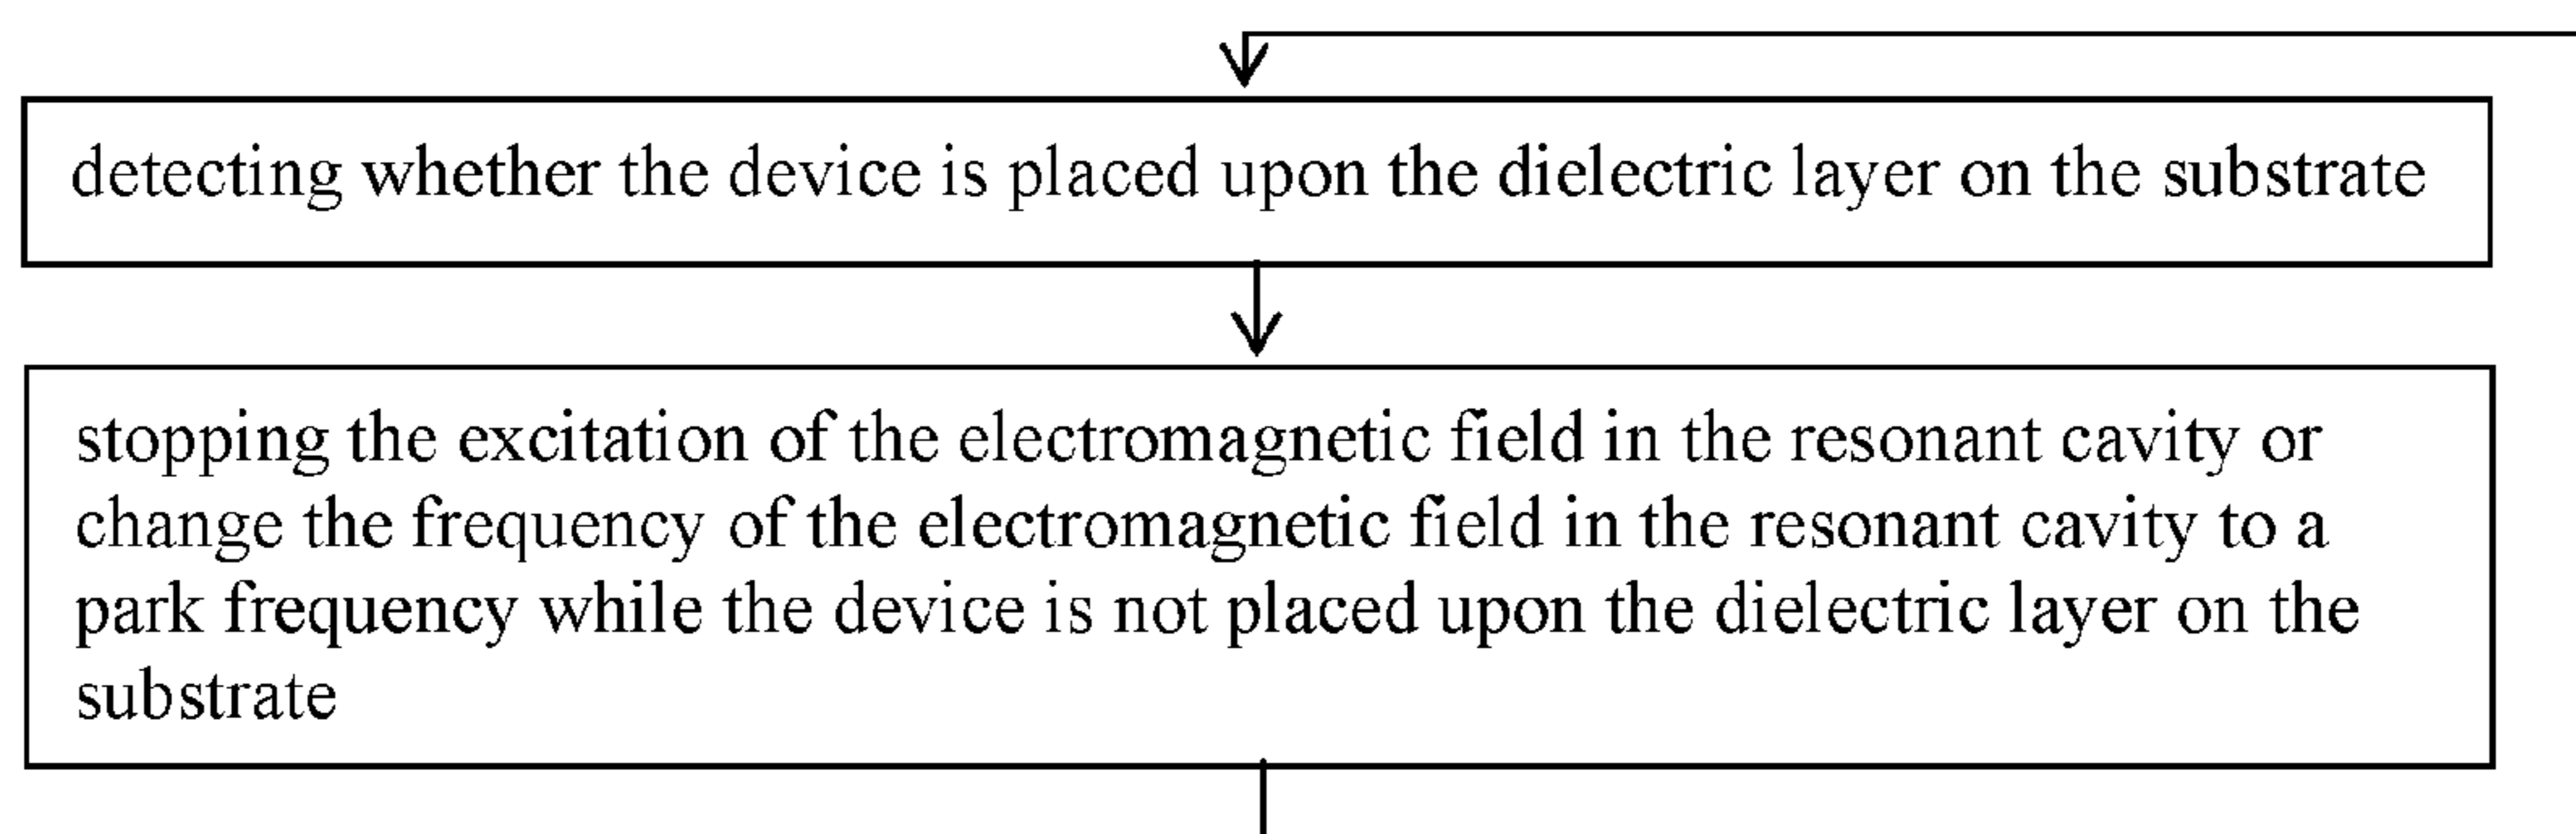 detecting whether the device is placed upon the dielectric layer on the substrate
stopping the excitation of the electromagnetic field in the resonant cavity or
change the frequency of the electromagnetic field in the resonant cavity to a
park frequency while the device is not placed upon the dielectric layer on the
substrate